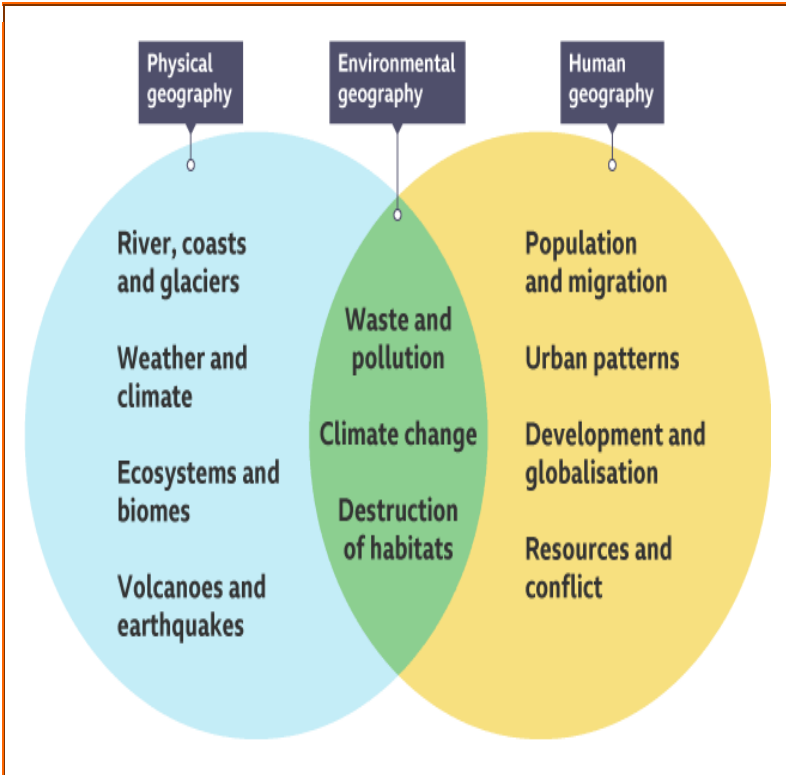 Physical
geography
Environmental
geography
Human
geography
River, coasts
and glaciers
Weather and
climate
Ecosystems and
biomes
Volcanoes and
earthquakes
Waste and
pollution
Climate change
Destruction
of habitats
Population
and migration
Urban patterns
Development and
globalisation
Resources and
conflict